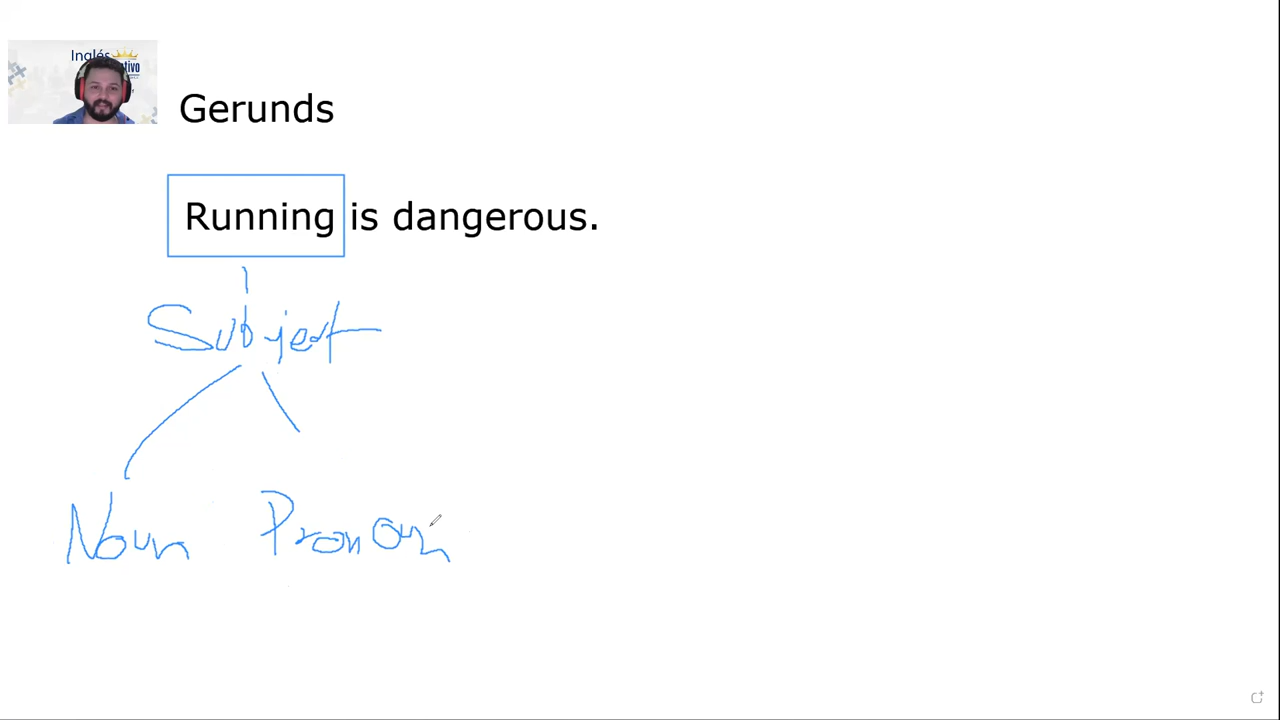 Inglés
Gerunds
Running is dangerous.
Subject
Noun Pronoun